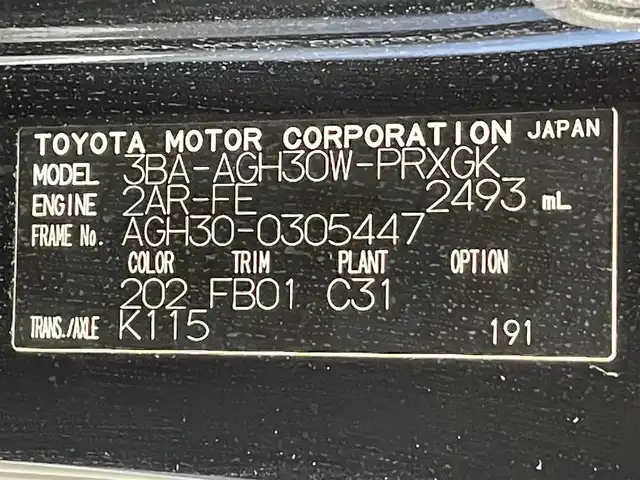 TOYOTA MOTOR CORPORATION JAPAN
MODEL 3BA-AGH30W-PRXGK
ENGINE 2AR-FE 2493 mL
FRAME No. AGH30-0305447
COLOR TRIM PLANT OPTION
202 FB01 C31
TRANS./AXLE K115 191